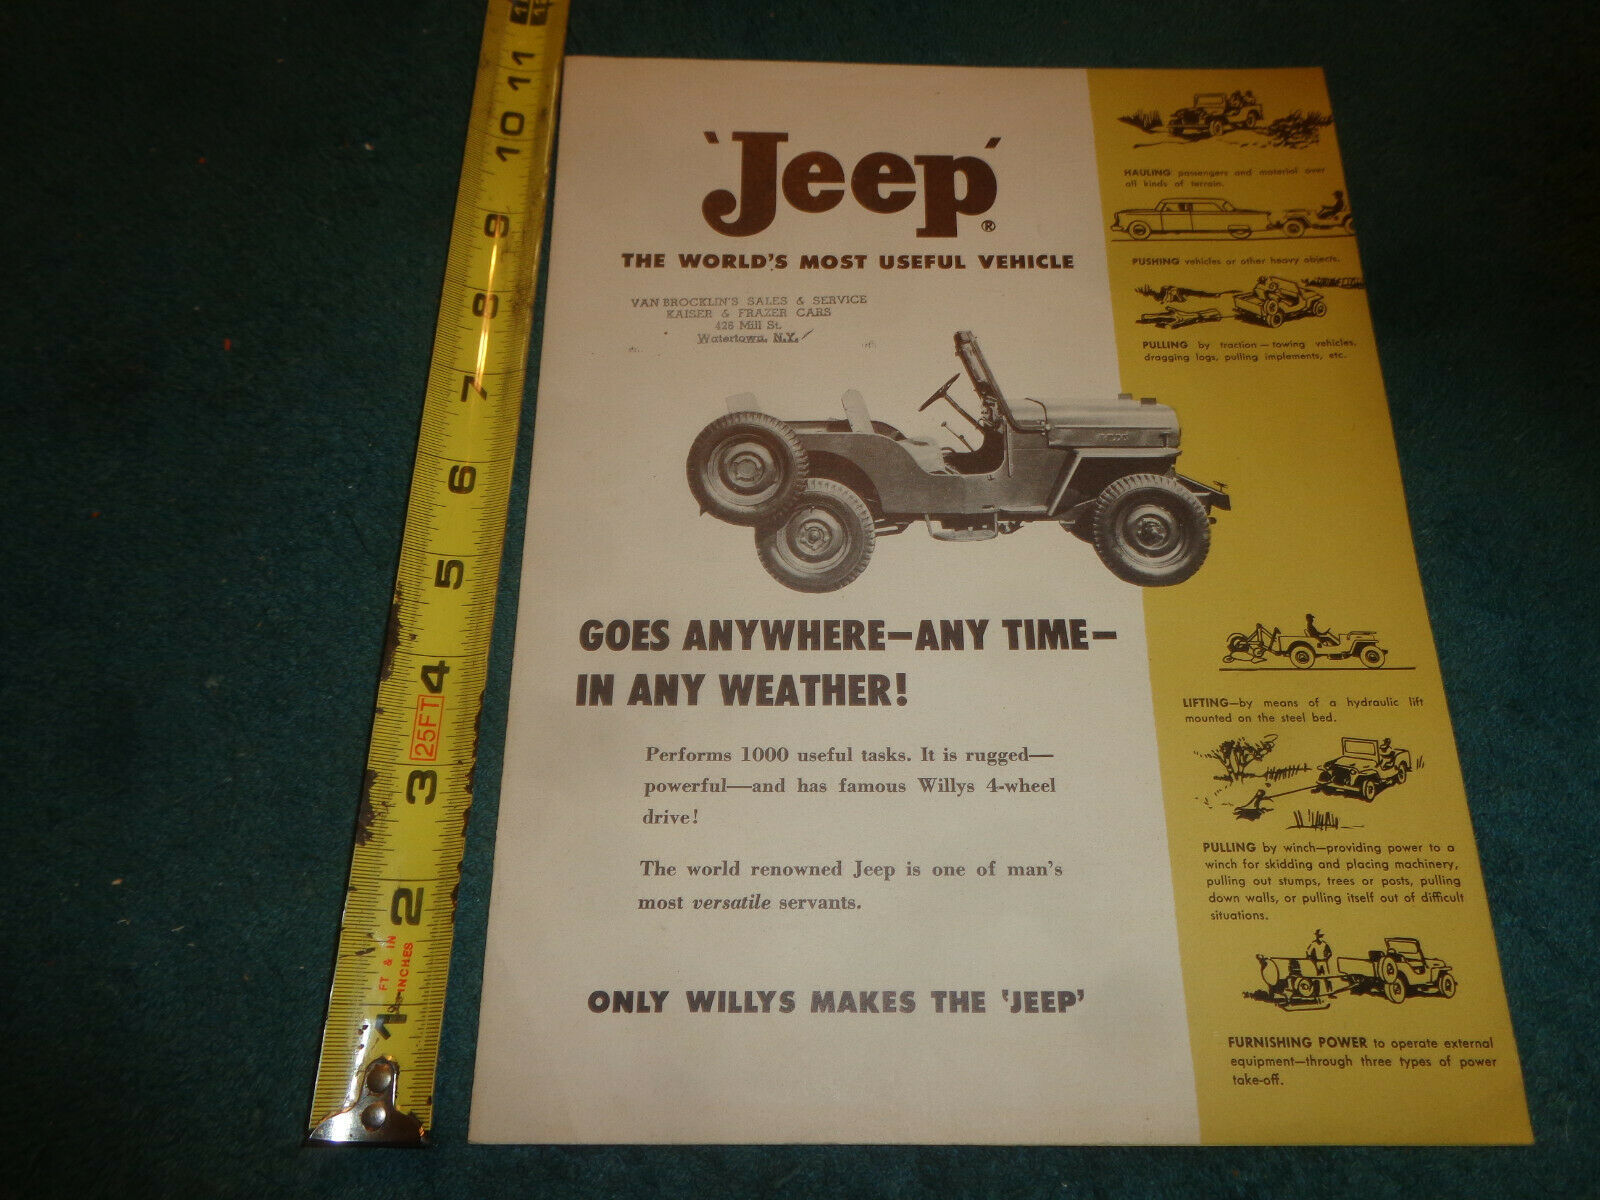 'Jeep'®
THE WORLD'S MOST USEFUL VEHICLE
VAN BROCKLIN'S SALES & SERVICE
KAISER & FRAZER CARS
428 Mill St.
Watertown, N.Y.
WILLYS
GOES ANYWHERE—ANY TIME—
IN ANY WEATHER!
Performs 1000 useful tasks. It is rugged—
powerful—and has famous Willys 4-wheel
drive!
The world renowned Jeep is one of man's
most versatile servants.
ONLY WILLYS MAKES THE 'JEEP'
HAULING passengers and material over
all kinds of terrain.
PUSHING vehicles or other heavy objects.
PULLING by traction—towing vehicles,
dragging logs, pulling implements, etc.
LIFTING—by means of a hydraulic lift
mounted on the steel bed.
PULLING by winch—providing power to a
winch for skidding and placing machinery,
pulling out stumps, trees or posts, pulling
down walls, or pulling itself out of difficult
situations.
FURNISHING POWER to operate external
equipment—through three types of power
take-off.
11
10
9
8
7
6
5
4
25FT
3
2
FT & IN
INCHES
1